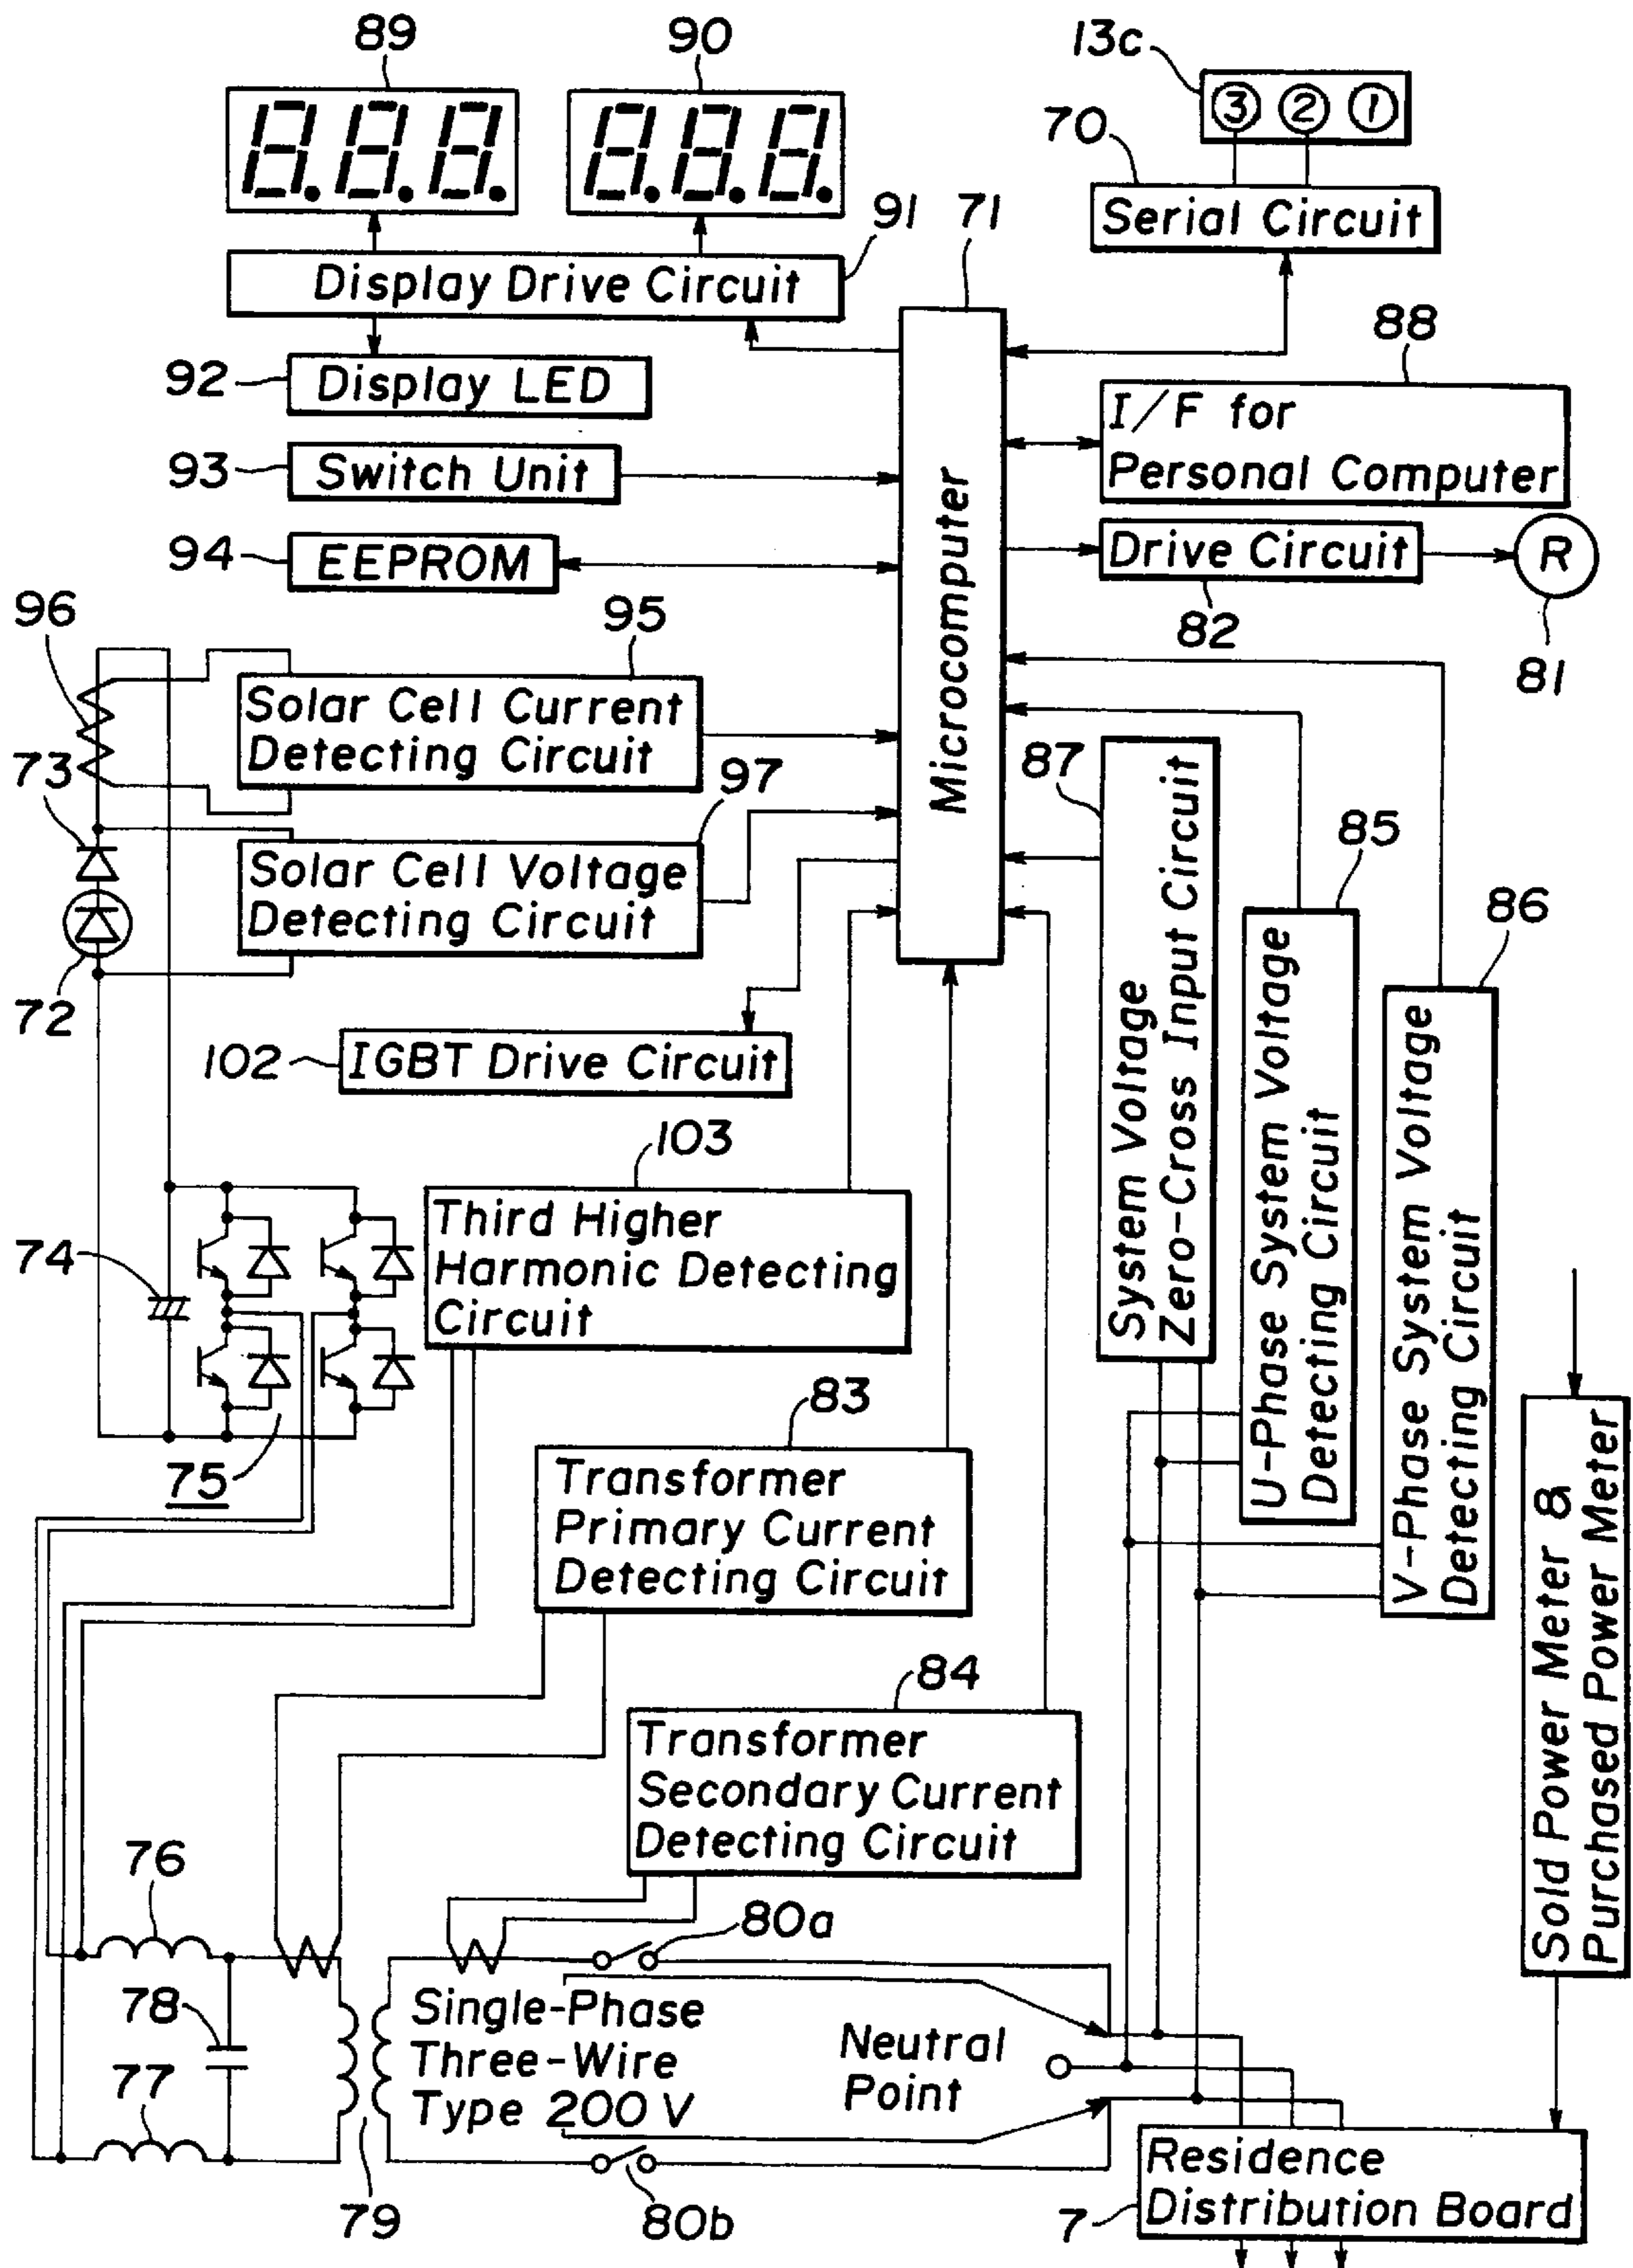 89
90
13c
3 2 1
70
Serial Circuit
91
71
Display Drive Circuit
88
92
Display LED
I/F for
Personal Computer
93
Switch Unit
94
EEPROM
Drive Circuit
R
82
81
96
95
Solar Cell Current
Detecting Circuit
Microcomputer
73
97
87
Solar Cell Voltage
Detecting Circuit
85
72
86
102
IGBT Drive Circuit
System Voltage
Zero-Cross Input Circuit
U-Phase System Voltage
Detecting Circuit
V-Phase System Voltage
Detecting Circuit
103
Third Higher
Harmonic Detecting
Circuit
74
75
83
Transformer
Primary Current
Detecting Circuit
Sold Power Meter &
Purchased Power Meter
84
Transformer
Secondary Current
Detecting Circuit
76
80a
78
Single-Phase
Three-Wire
Type 200 V
Neutral
Point
77
79
80b
7
Residence
Distribution Board